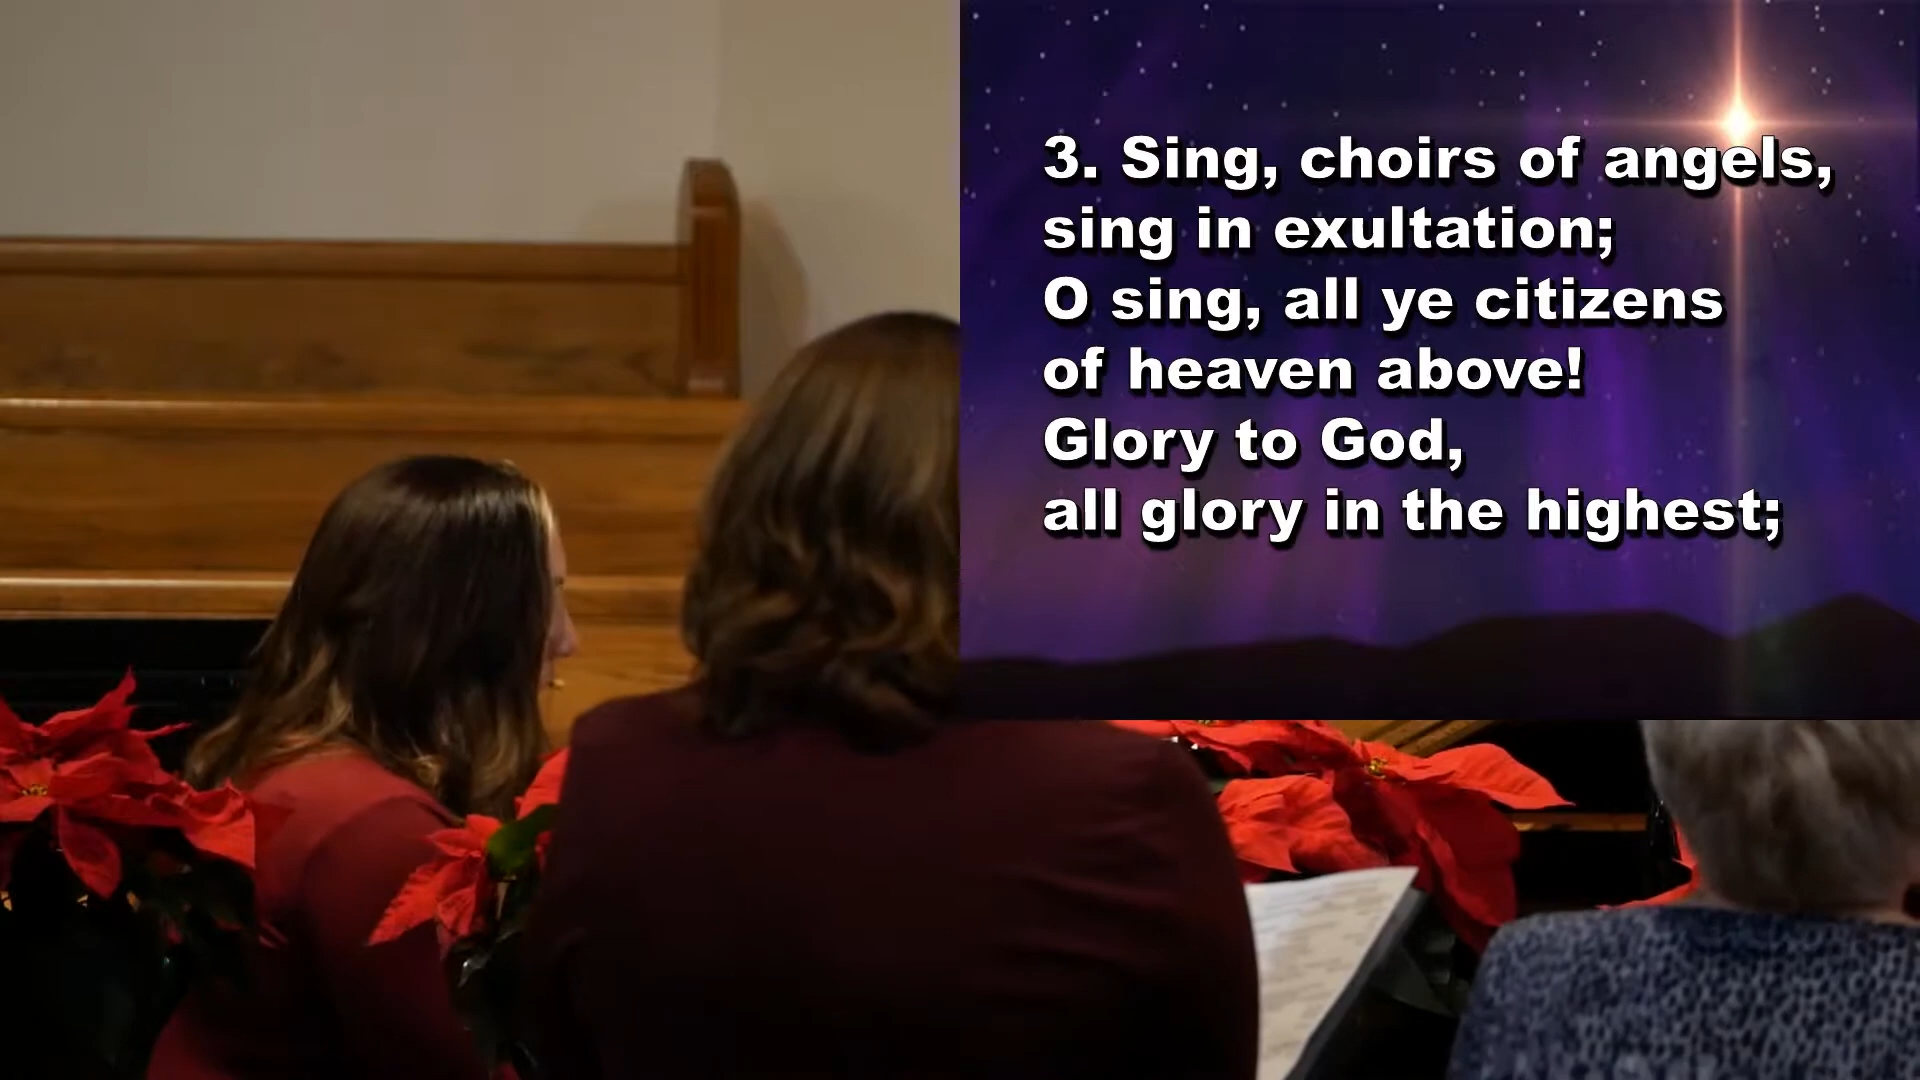 3. Sing, choirs of angels,
sing in exultation;
O sing, all ye citizens
of heaven above!
Glory to God,
all glory in the highest;